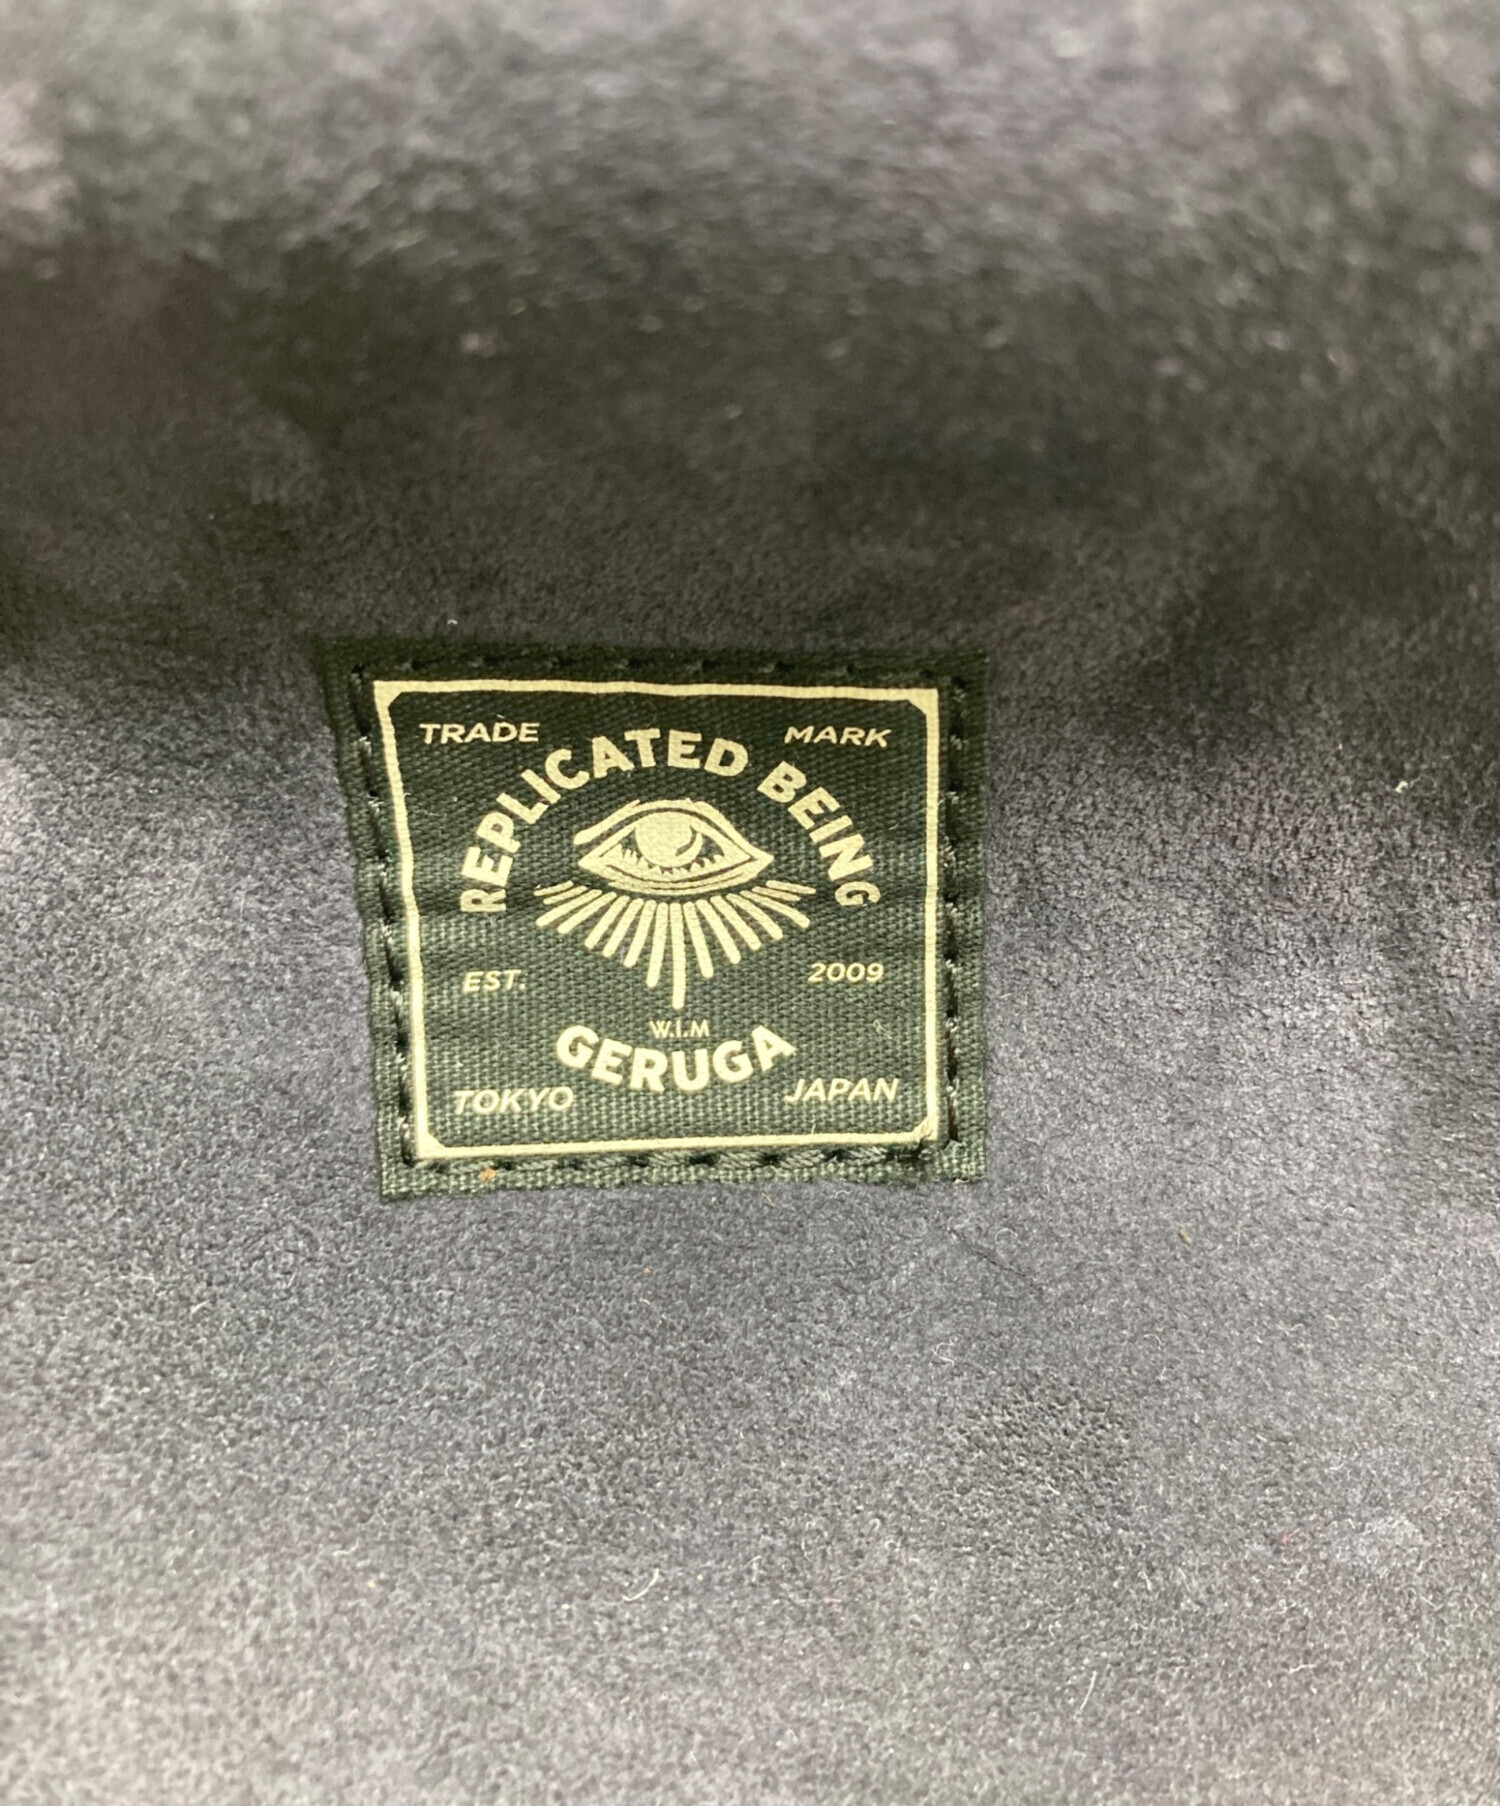 TRADE MARK
REPLICATED BEING
EST. 2009
W.I.M
GERUGA
TOKYO JAPAN